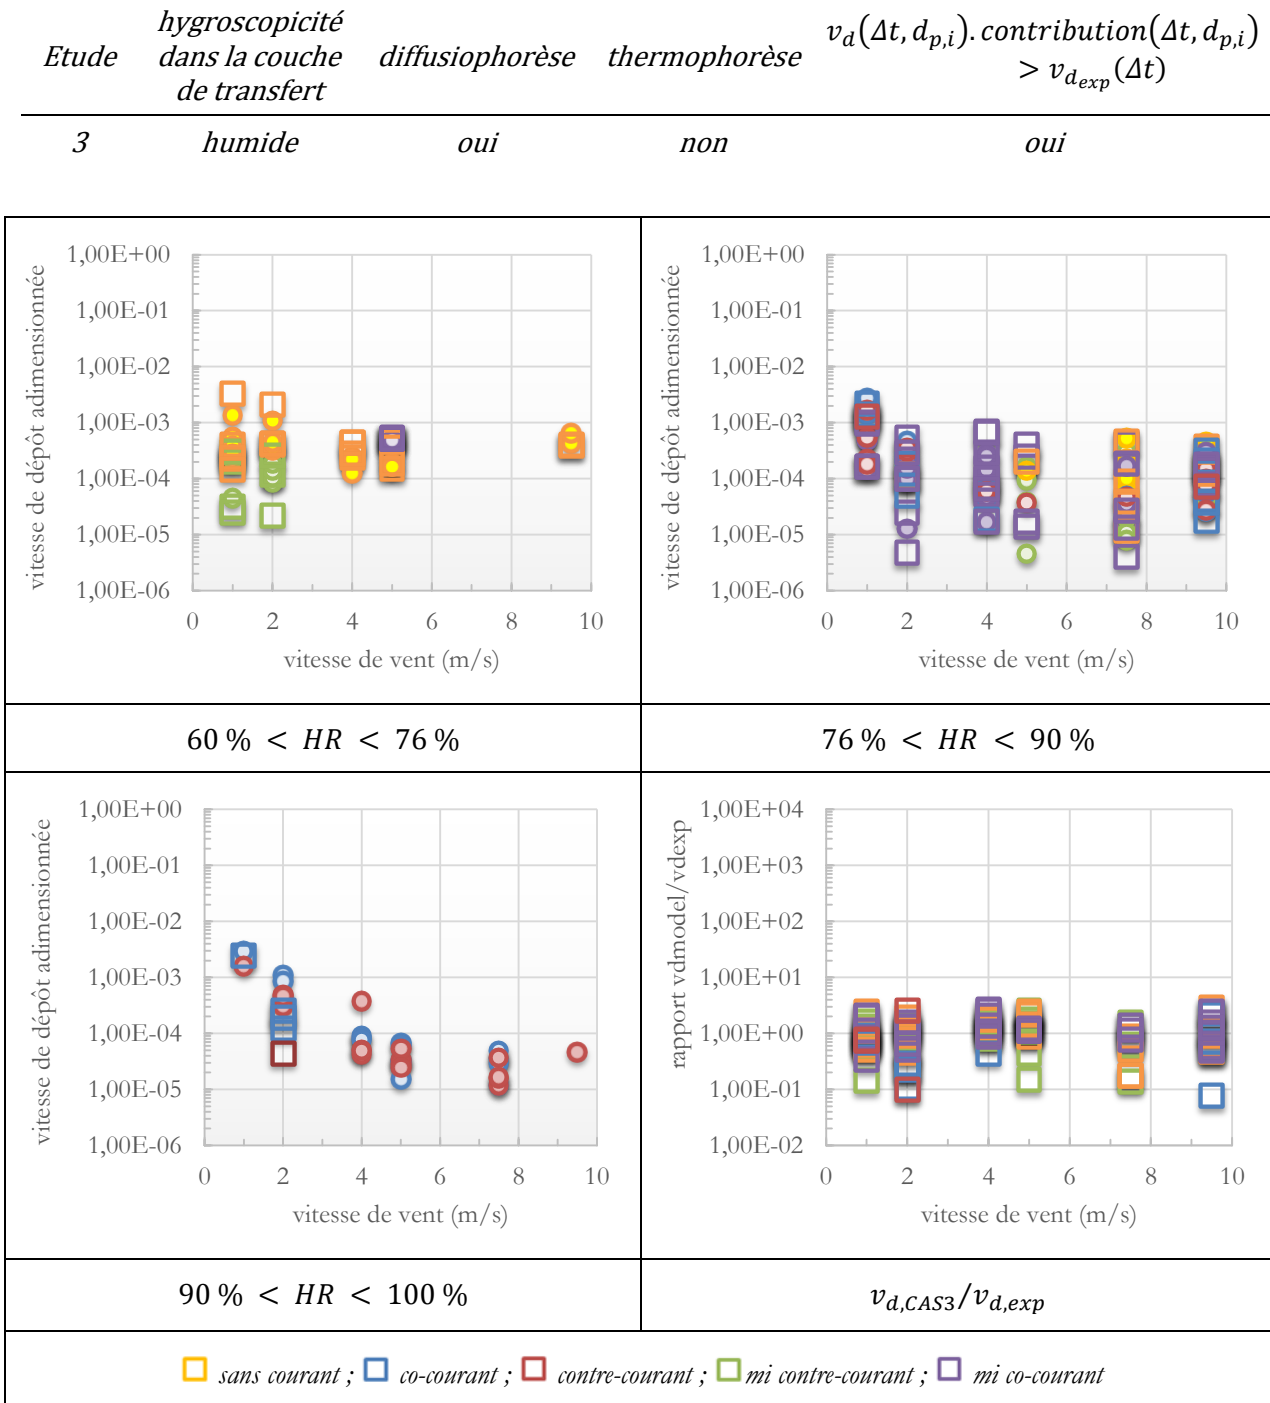 Etude
hygroscopicité
dans la couche
de transfert
diffusiophorèse
thermophorèse
v_d(Δt, d_{p,i}). contribution(Δt, d_{p,i})
> v_{d_{exp}}(Δt)
3 humide oui non oui
vitesse de dépôt adimensionnée
1,00E+00
1,00E-01
1,00E-02
1,00E-03
1,00E-04
1,00E-05
1,00E-06
0 2 4 6 8 10
vitesse de vent (m/s)
vitesse de dépôt adimensionnée
1,00E+00
1,00E-01
1,00E-02
1,00E-03
1,00E-04
1,00E-05
1,00E-06
0 2 4 6 8 10
vitesse de vent (m/s)
60 % < HR < 76 %
76 % < HR < 90 %
vitesse de dépôt adimensionnée
1,00E+00
1,00E-01
1,00E-02
1,00E-03
1,00E-04
1,00E-05
1,00E-06
0 2 4 6 8 10
vitesse de vent (m/s)
rapport vdmodel/vdexp
1,00E+04
1,00E+03
1,00E+02
1,00E+01
1,00E+00
1,00E-01
1,00E-02
0 2 4 6 8 10
vitesse de vent (m/s)
90 % < HR < 100 %
v_{d,CAS3}/v_{d,exp}
sans courant ; co-courant ; contre-courant ; mi contre-courant ; mi co-courant